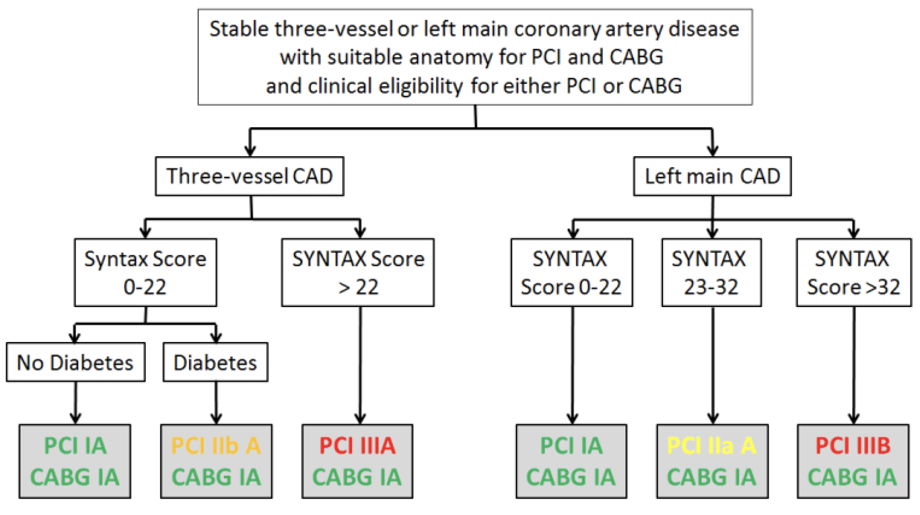 Stable three-vessel or left main coronary artery disease
with suitable anatomy for PCI and CABG
and clinical eligibility for either PCI or CABG
Three-vessel CAD
Left main CAD
Syntax Score
0-22
SYNTAX Score
> 22
SYNTAX
Score 0-22
SYNTAX
23-32
SYNTAX
Score >32
No Diabetes
Diabetes
PCI IA
CABG IA
PCI IIb A
CABG IA
PCI IIIA
CABG IA
PCI IA
CABG IA
PCI IIa A
CABG IA
PCI IIIB
CABG IA